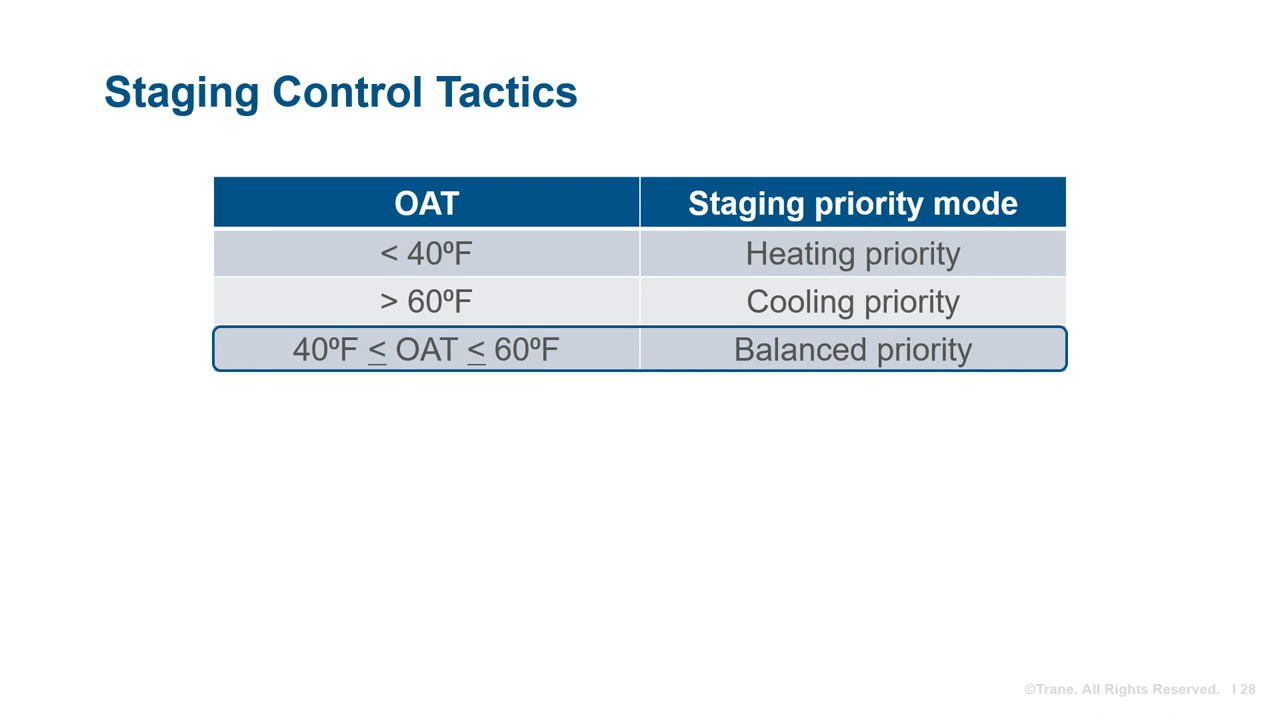 Staging Control Tactics
OAT Staging priority mode
< 40ºF Heating priority
> 60ºF Cooling priority
40ºF ≤ OAT ≤ 60ºF Balanced priority
©Trane. All Rights Reserved. I 28